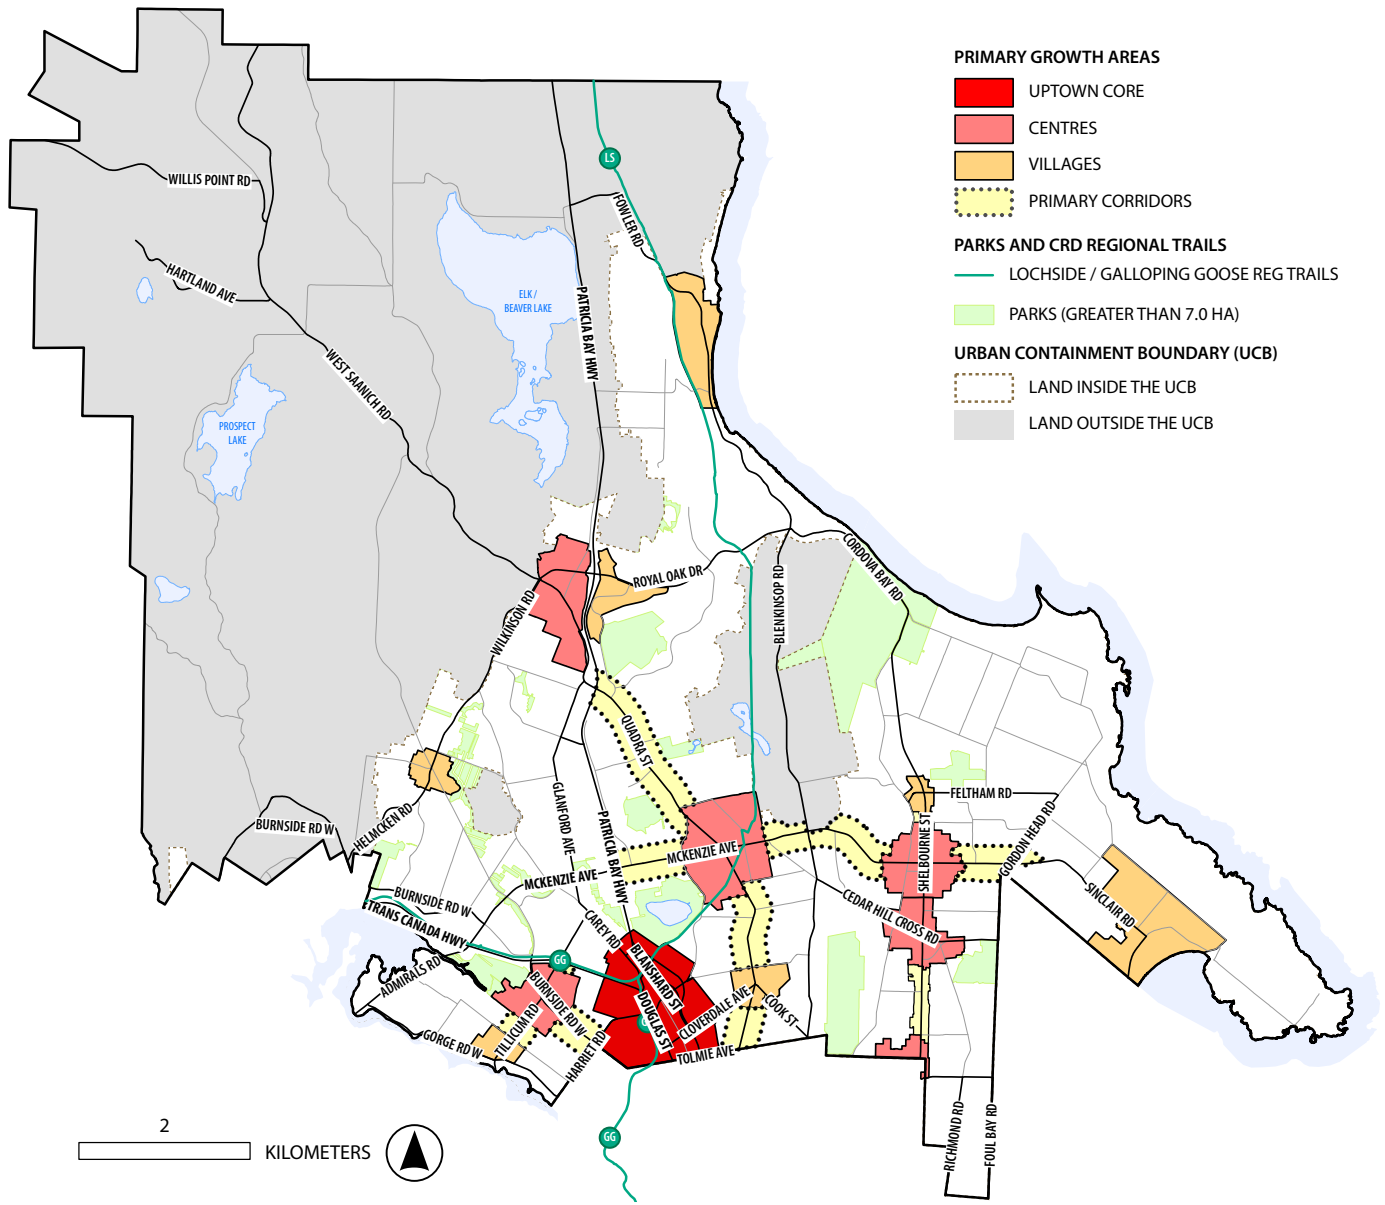 PRIMARY GROWTH AREAS
UPTOWN CORE
CENTRES
VILLAGES
PRIMARY CORRIDORS
PARKS AND CRD REGIONAL TRAILS
LOCHSIDE / GALLOPING GOOSE REG TRAILS
PARKS (GREATER THAN 7.0 HA)
URBAN CONTAINMENT BOUNDARY (UCB)
LAND INSIDE THE UCB
LAND OUTSIDE THE UCB
LS
WILLIS POINT RD
FOWLER RD
HARTLAND AVE
ELK /
BEAVER LAKE
PATRICIA BAY HWY
WEST SAANICH RD
PROSPECT
LAKE
ROYAL OAK DR
CORDOVA BAY RD
BLENKINSOP RD
WILKINSON RD
QUADRA ST
GLANFORD AVE
PATRICIA BAY HWY
FELTHAM RD
BURNSIDE RD W
HELMCKEN RD
SHELBOURNE ST
GORDON HEAD RD
MCKENZIE AVE
MCKENZIE AVE
BURNSIDE RD W
TRANS CANADA HWY
CAREY RD
CEDAR HILL CROSS RD
SINCLAIR RD
GG
ADMIRALS RD
BLANSHARD ST
BURNSIDE RD W
DOUGLAS ST
CLOVERDALE AVE
COOK ST
TILLICUM RD
GORGE RD W
HARRIET RD
TOLMIE AVE
RICHMOND RD
FOUL BAY RD
GG
2
KILOMETERS